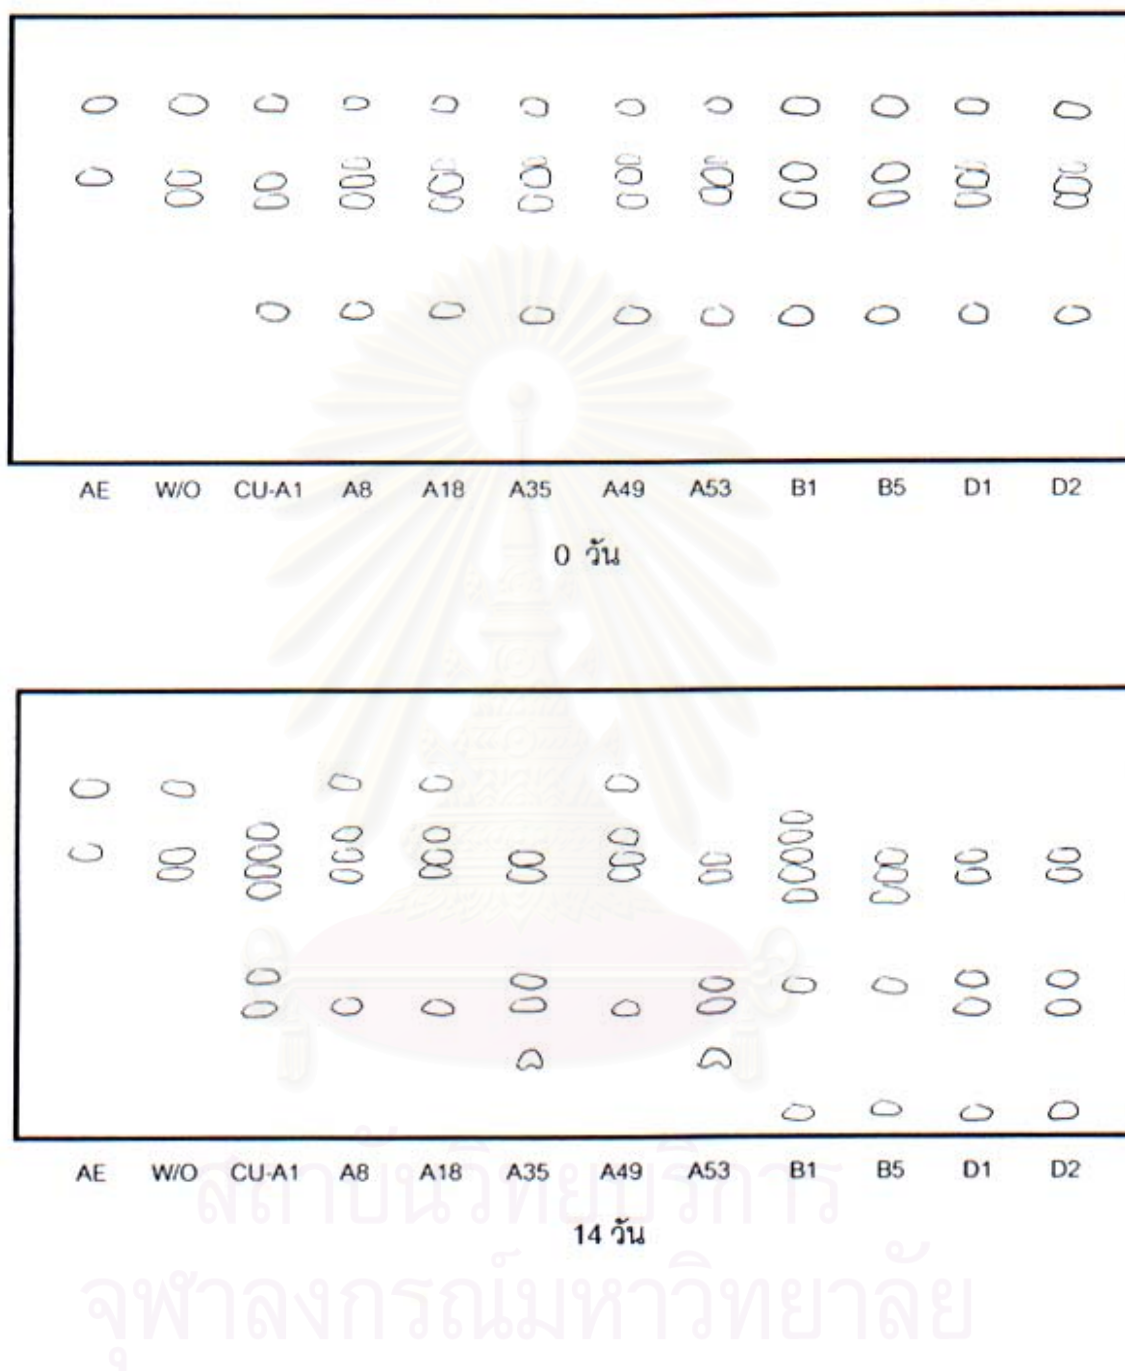 AE W/O CU-A1 A8 A18 A35 A49 A53 B1 B5 D1 D2
0 วัน
AE W/O CU-A1 A8 A18 A35 A49 A53 B1 B5 D1 D2
14 วัน
สถาบันวิทยบริการ
จุฬาลงกรณ์มหาวิทยาลัย